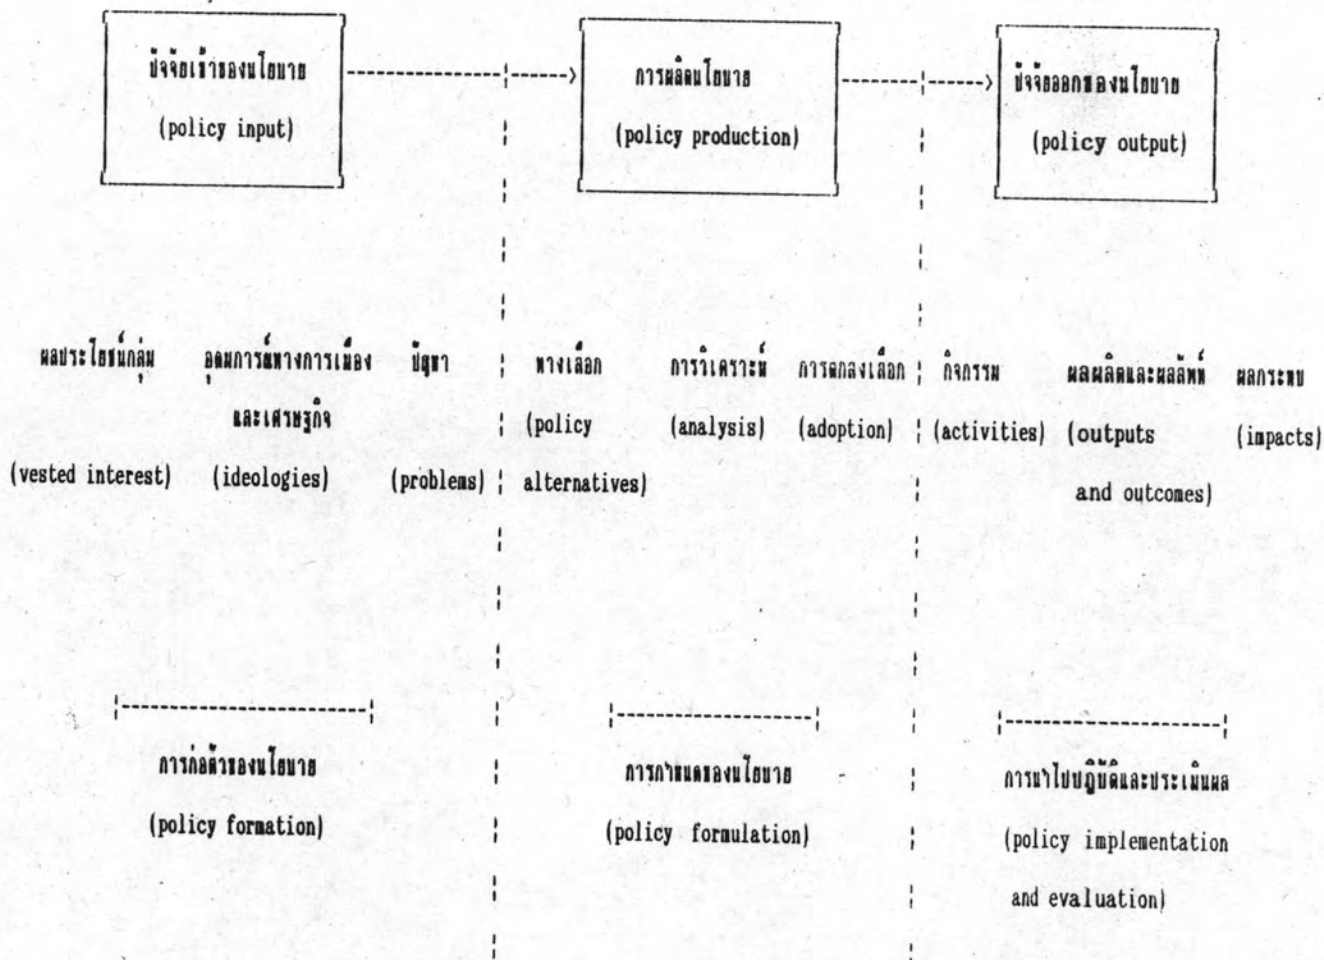 ปัจจัยเข้าของนโยบาย
(policy input)
การผลิตนโยบาย
(policy production)
ปัจจัยออกของนโยบาย
(policy output)
ผลประโยชน์กลุ่ม
(vested interest)
อุดมการณ์ทางการเมือง
และเศรษฐกิจ
(ideologies)
ปัญหา
(problems)
ทางเลือก
(policy
alternatives)
การวิเคราะห์
(analysis)
การตกลงเลือก
(adoption)
กิจกรรม
(activities)
ผลผลิตและผลลัพท์
(outputs
and outcomes)
ผลกระทบ
(impacts)
การก่อตัวของนโยบาย
(policy formation)
การกำหนดของนโยบาย
(policy formulation)
การนำไปปฏิบัติและประเมินผล
(policy implementation
and evaluation)